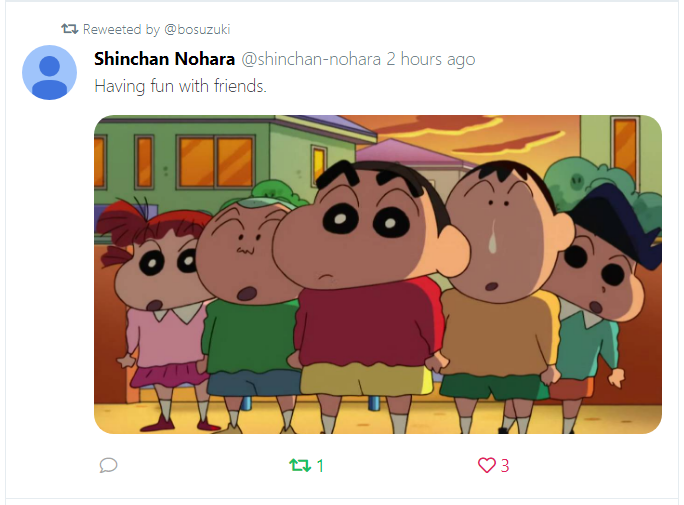 Reweeted by @bosuzuki
Shinchan Nohara @shinchan-nohara 2 hours ago
Having fun with friends.
1 3